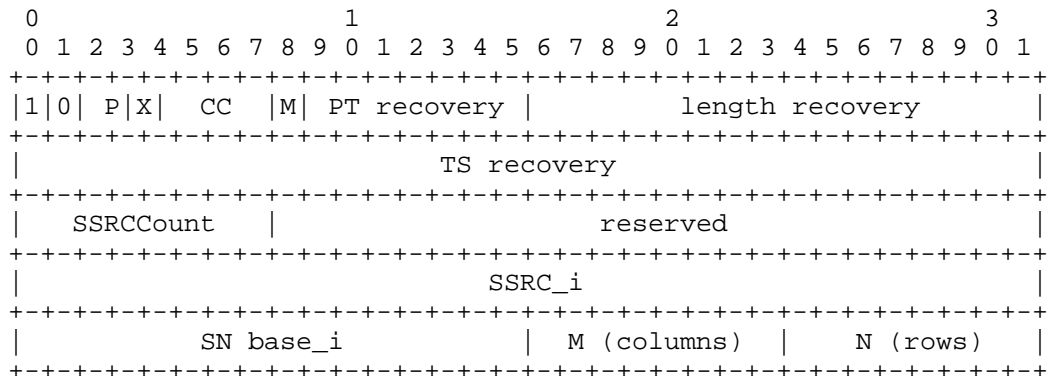 0                   1                   2                   3
 0 1 2 3 4 5 6 7 8 9 0 1 2 3 4 5 6 7 8 9 0 1 2 3 4 5 6 7 8 9 0 1
+-+-+-+-+-+-+-+-+-+-+-+-+-+-+-+-+-+-+-+-+-+-+-+-+-+-+-+-+-+-+-+-+
|1|0| P|X|  CC   |M| PT recovery |         length recovery       |
+-+-+-+-+-+-+-+-+-+-+-+-+-+-+-+-+-+-+-+-+-+-+-+-+-+-+-+-+-+-+-+-+
|                          TS recovery                          |
+-+-+-+-+-+-+-+-+-+-+-+-+-+-+-+-+-+-+-+-+-+-+-+-+-+-+-+-+-+-+-+-+
|   SSRCCount   |                    reserved                   |
+-+-+-+-+-+-+-+-+-+-+-+-+-+-+-+-+-+-+-+-+-+-+-+-+-+-+-+-+-+-+-+-+
|                             SSRC_i                            |
+-+-+-+-+-+-+-+-+-+-+-+-+-+-+-+-+-+-+-+-+-+-+-+-+-+-+-+-+-+-+-+-+
|           SN base_i           |  M (columns)  |    N (rows)   |
+-+-+-+-+-+-+-+-+-+-+-+-+-+-+-+-+-+-+-+-+-+-+-+-+-+-+-+-+-+-+-+-+